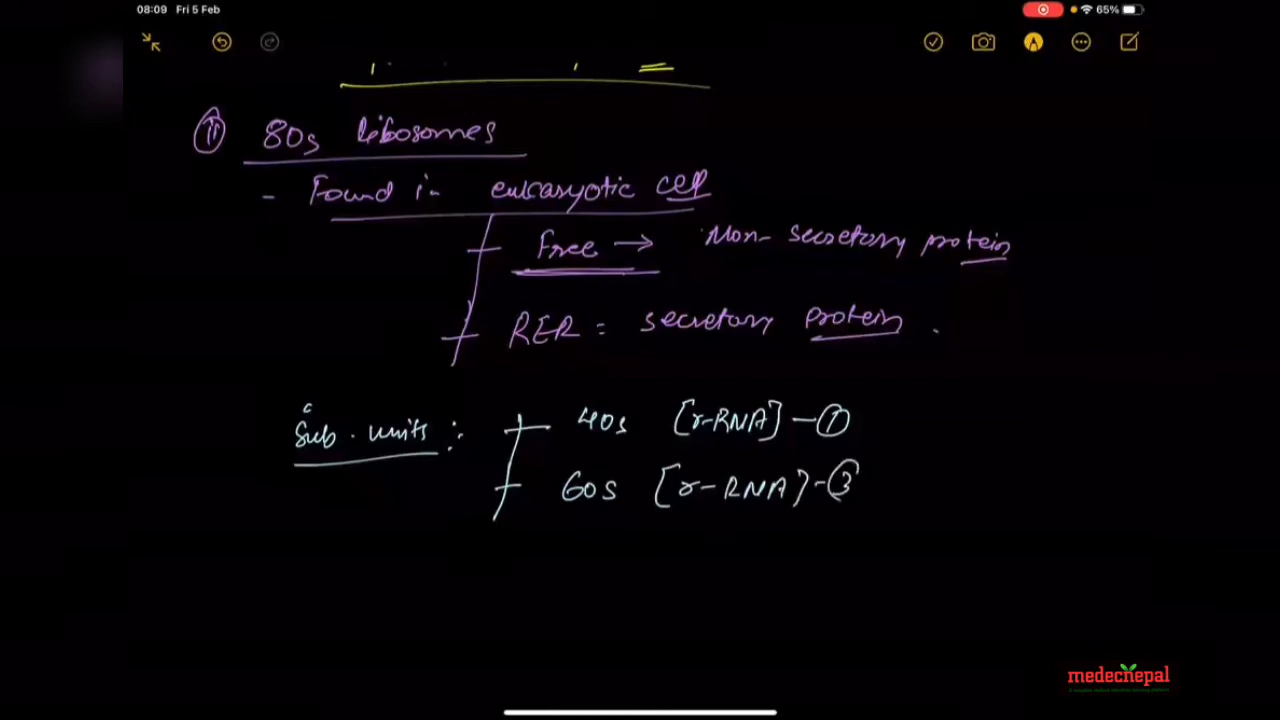 08:09 Fri 5 Feb
65%
II 80s ribosomes
- Found in eukaryotic cell
Free → Non-secretory protein
RER = secretory protein.
Sub-units :
40s [r-RNA] - 1
60s [r-RNA] - 3
medecnepal